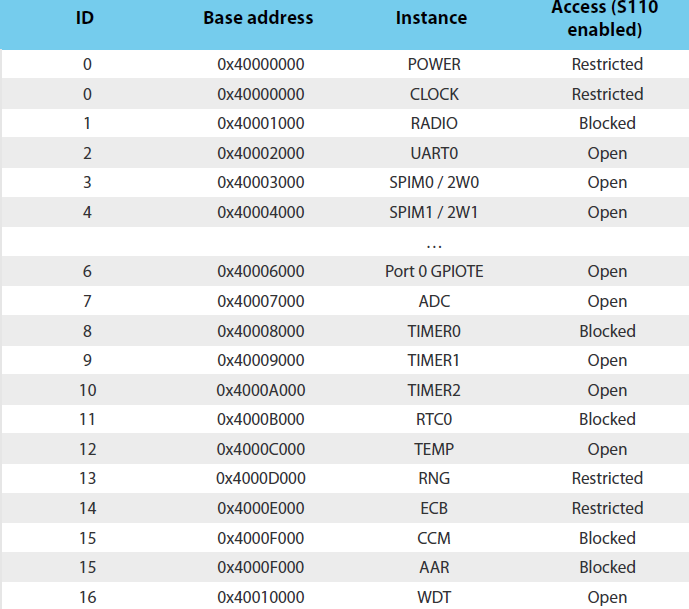 ID Base address Instance Access (S110 enabled)
0 0x40000000 POWER Restricted
0 0x40000000 CLOCK Restricted
1 0x40001000 RADIO Blocked
2 0x40002000 UART0 Open
3 0x40003000 SPIM0 / 2W0 Open
4 0x40004000 SPIM1 / 2W1 Open
…
6 0x40006000 Port 0 GPIOTE Open
7 0x40007000 ADC Open
8 0x40008000 TIMER0 Blocked
9 0x40009000 TIMER1 Open
10 0x4000A000 TIMER2 Open
11 0x4000B000 RTC0 Blocked
12 0x4000C000 TEMP Open
13 0x4000D000 RNG Restricted
14 0x4000E000 ECB Restricted
15 0x4000F000 CCM Blocked
15 0x4000F000 AAR Blocked
16 0x40010000 WDT Open